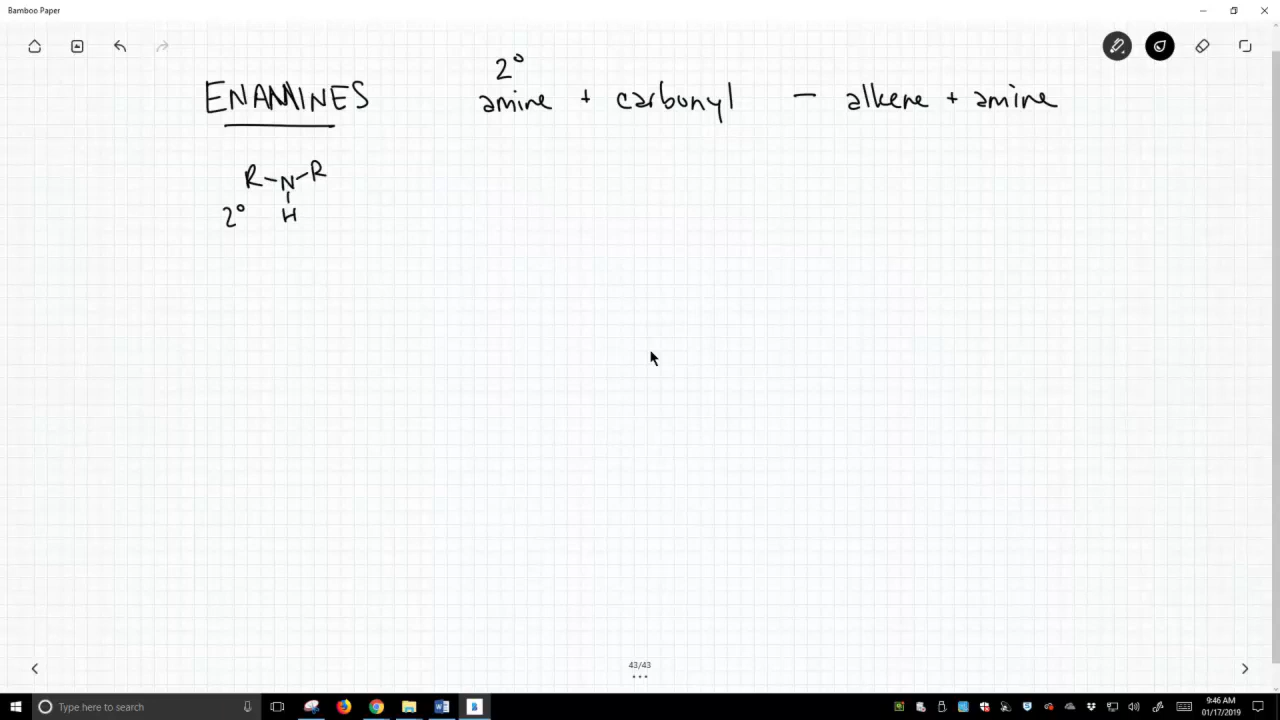 Bamboo Paper
2°
ENAMINES amine + carbonyl — alkene + amine
R-N-R
2° H
43/43
Type here to search
9:46 AM
01/17/2019